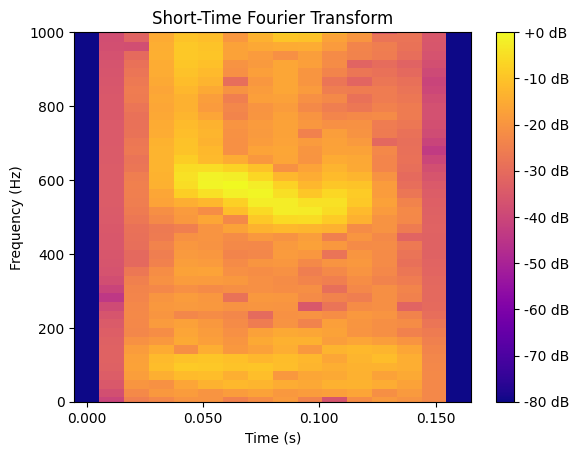 Short-Time Fourier Transform
1000
800
600
400
200
0
Frequency (Hz)
0.000
0.050
0.100
0.150
Time (s)
+0 dB
-10 dB
-20 dB
-30 dB
-40 dB
-50 dB
-60 dB
-70 dB
-80 dB